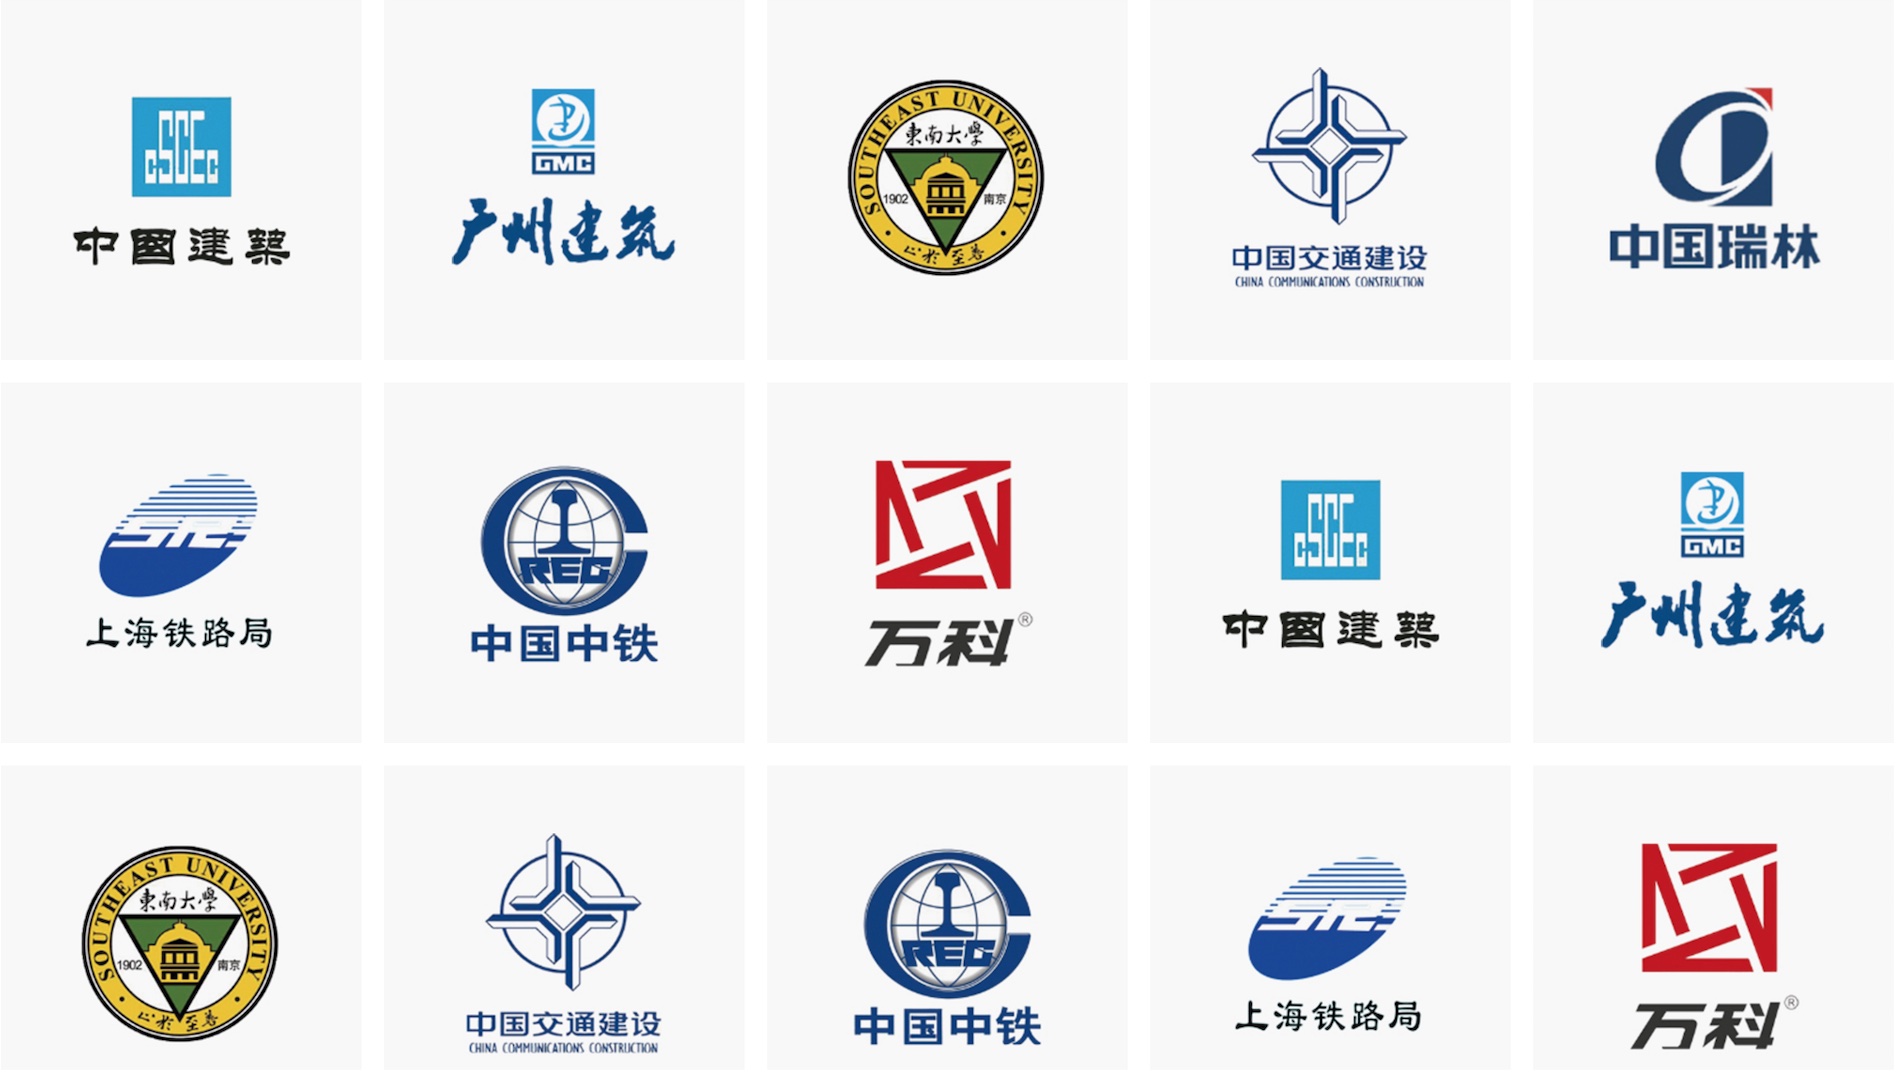 CSCEC
中國建築
GMC
广州建筑
SOUTHEAST UNIVERSITY
東南大學
1902 南京
止於至善
中国交通建设
CHINA COMMUNICATIONS CONSTRUCTION
中国瑞林
SR
上海铁路局
REC
中国中铁
万科®
CSCEC
中國建築
GMC
广州建筑
SOUTHEAST UNIVERSITY
東南大學
1902 南京
止於至善
中国交通建设
CHINA COMMUNICATIONS CONSTRUCTION
REC
中国中铁
SR
上海铁路局
万科®